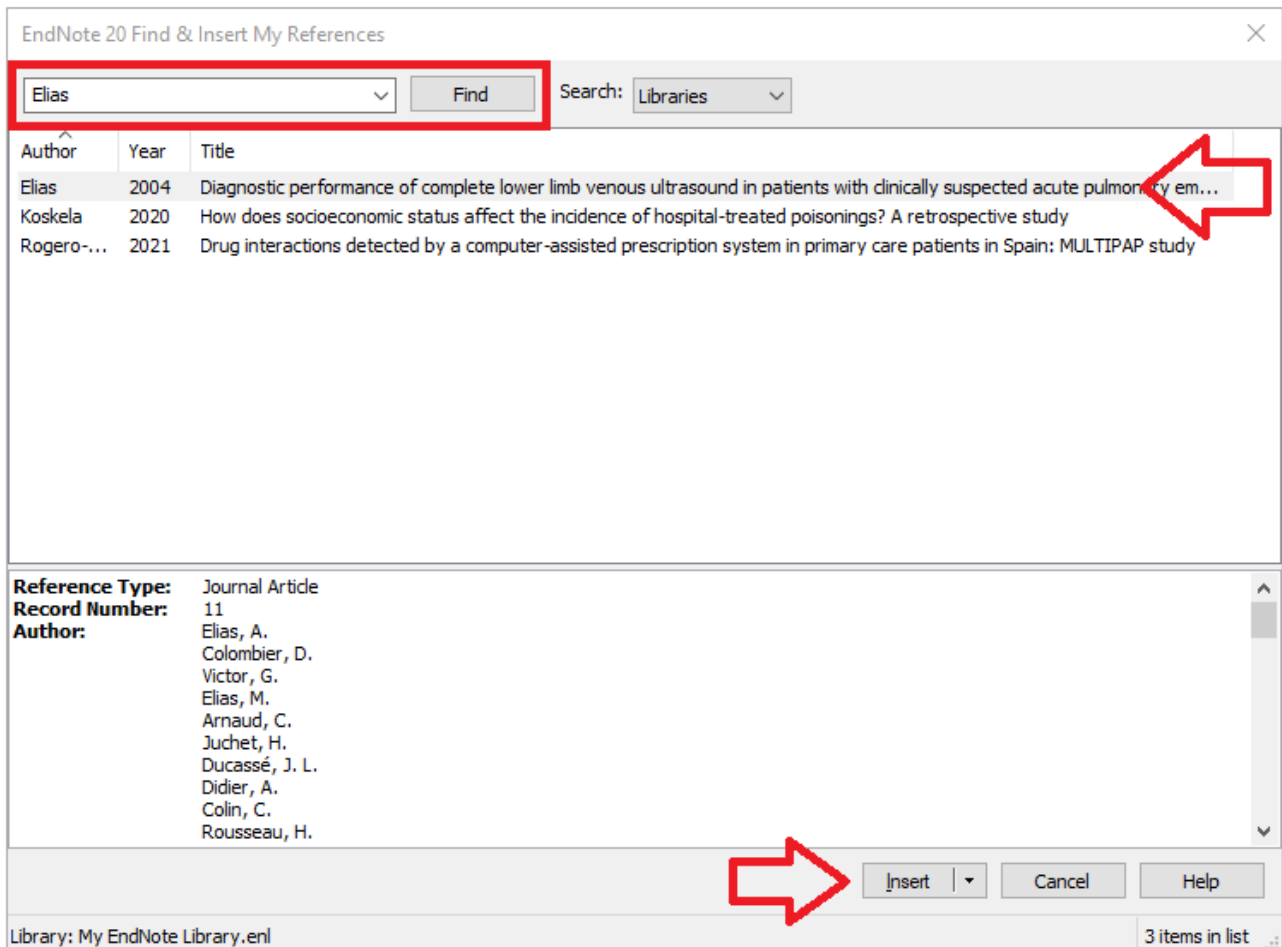 EndNote 20 Find & Insert My References
Elias Find Search: Libraries
Author Year Title
Elias 2004 Diagnostic performance of complete lower limb venous ultrasound in patients with clinically suspected acute pulmonary em...
Koskela 2020 How does socioeconomic status affect the incidence of hospital-treated poisonings? A retrospective study
Rogero-... 2021 Drug interactions detected by a computer-assisted prescription system in primary care patients in Spain: MULTIPAP study
Reference Type: Journal Article
Record Number: 11
Author: Elias, A.
Colombier, D.
Victor, G.
Elias, M.
Arnaud, C.
Juchet, H.
Ducassé, J. L.
Didier, A.
Colin, C.
Rousseau, H.
Insert Cancel Help
Library: My EndNote Library.enl 3 items in list